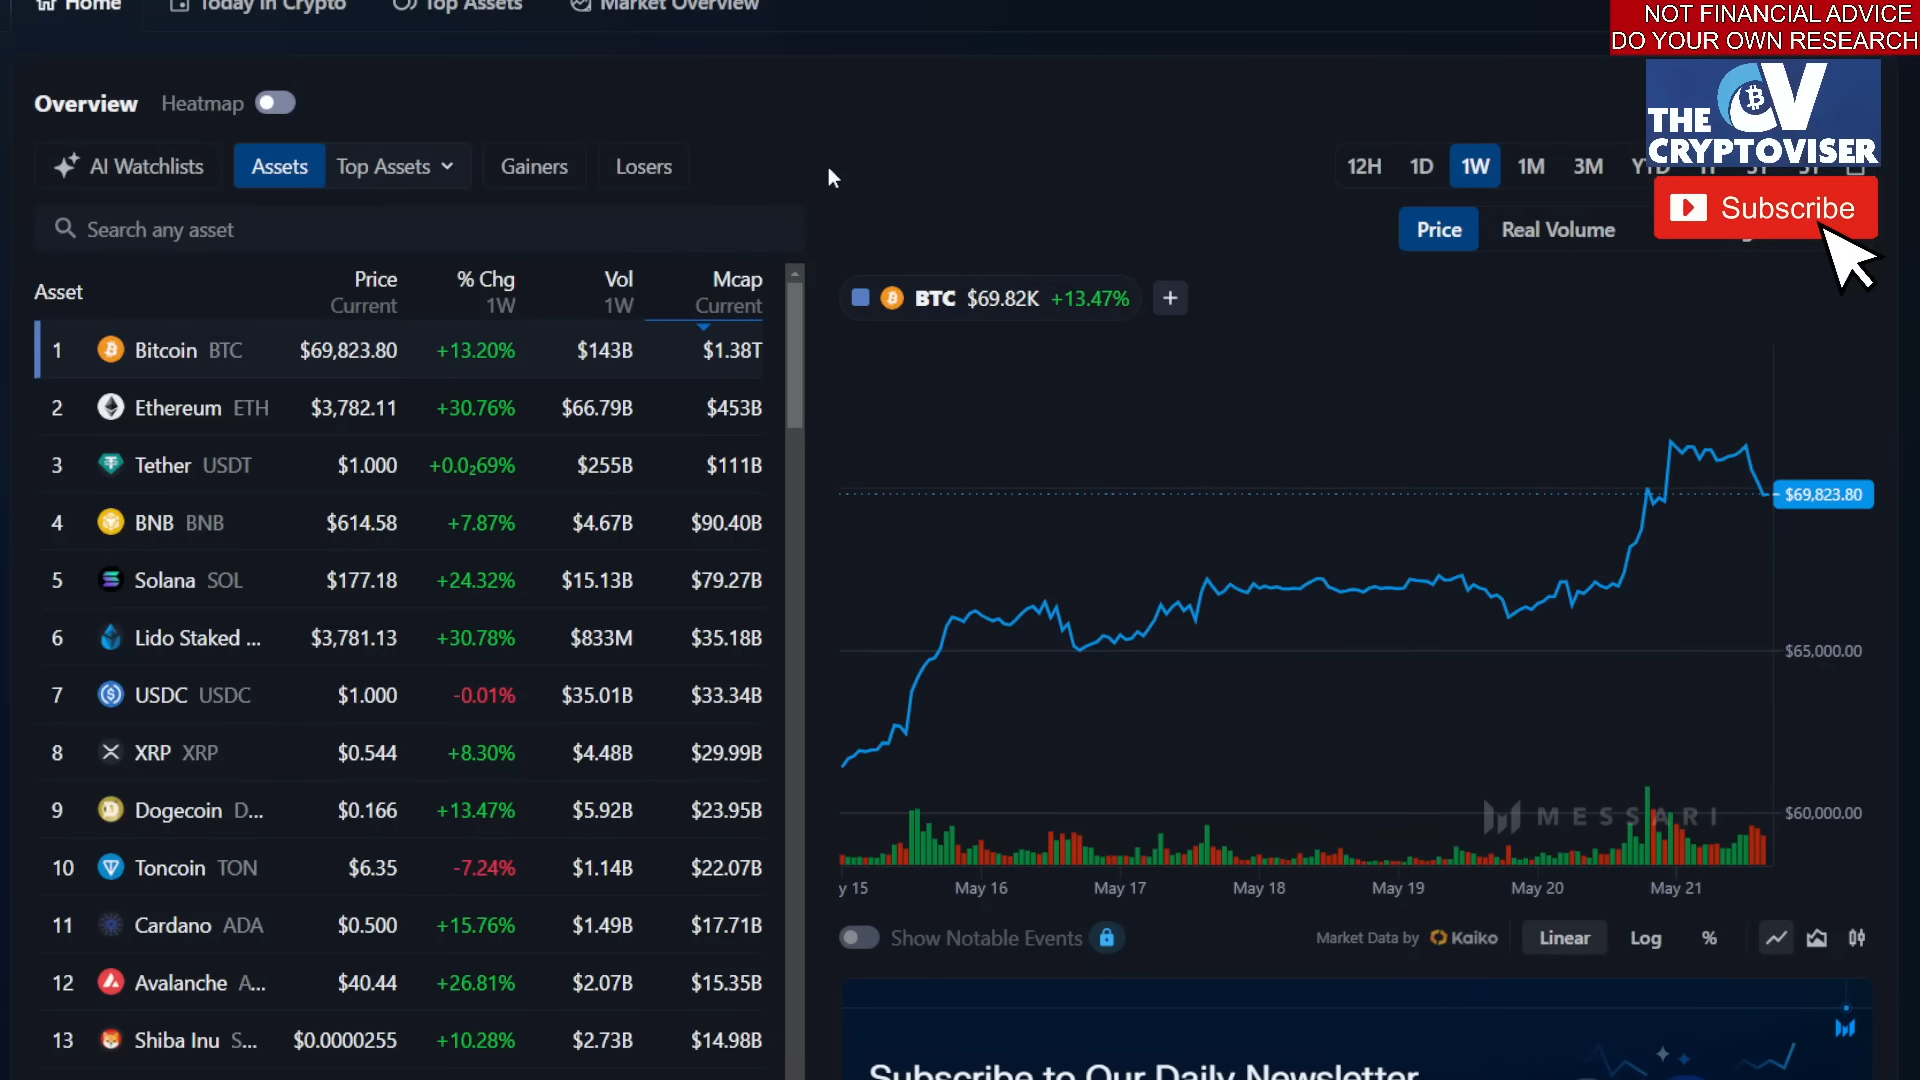 Home Today in Crypto Top Assets Market Overview
NOT FINANCIAL ADVICE
DO YOUR OWN RESEARCH
Overview Heatmap
THE CV
CRYPTOVISER
AI Watchlists Assets Top Assets Gainers Losers
12H 1D 1W 1M 3M YTD
Subscribe
Search any asset
Price Real Volume
Asset Price % Chg Vol Mcap
Current 1W 1W Current
BTC $69.82K +13.47% +
1 Bitcoin BTC $69,823.80 +13.20% $143B $1.38T
2 Ethereum ETH $3,782.11 +30.76% $66.79B $453B
3 Tether USDT $1.000 +0.0₂69% $255B $111B
4 BNB BNB $614.58 +7.87% $4.67B $90.40B
5 Solana SOL $177.18 +24.32% $15.13B $79.27B
6 Lido Staked ... $3,781.13 +30.78% $833M $35.18B
7 USDC USDC $1.000 -0.01% $35.01B $33.34B
8 XRP XRP $0.544 +8.30% $4.48B $29.99B
9 Dogecoin D... $0.166 +13.47% $5.92B $23.95B
10 Toncoin TON $6.35 -7.24% $1.14B $22.07B
11 Cardano ADA $0.500 +15.76% $1.49B $17.71B
12 Avalanche A... $40.44 +26.81% $2.07B $15.35B
13 Shiba Inu S... $0.0000255 +10.28% $2.73B $14.98B
$69,823.80
$65,000.00
MESSARI
$60,000.00
y 15 May 16 May 17 May 18 May 19 May 20 May 21
Show Notable Events Market Data by Kaiko Linear Log %
Subscribe to Our Daily Newsletter